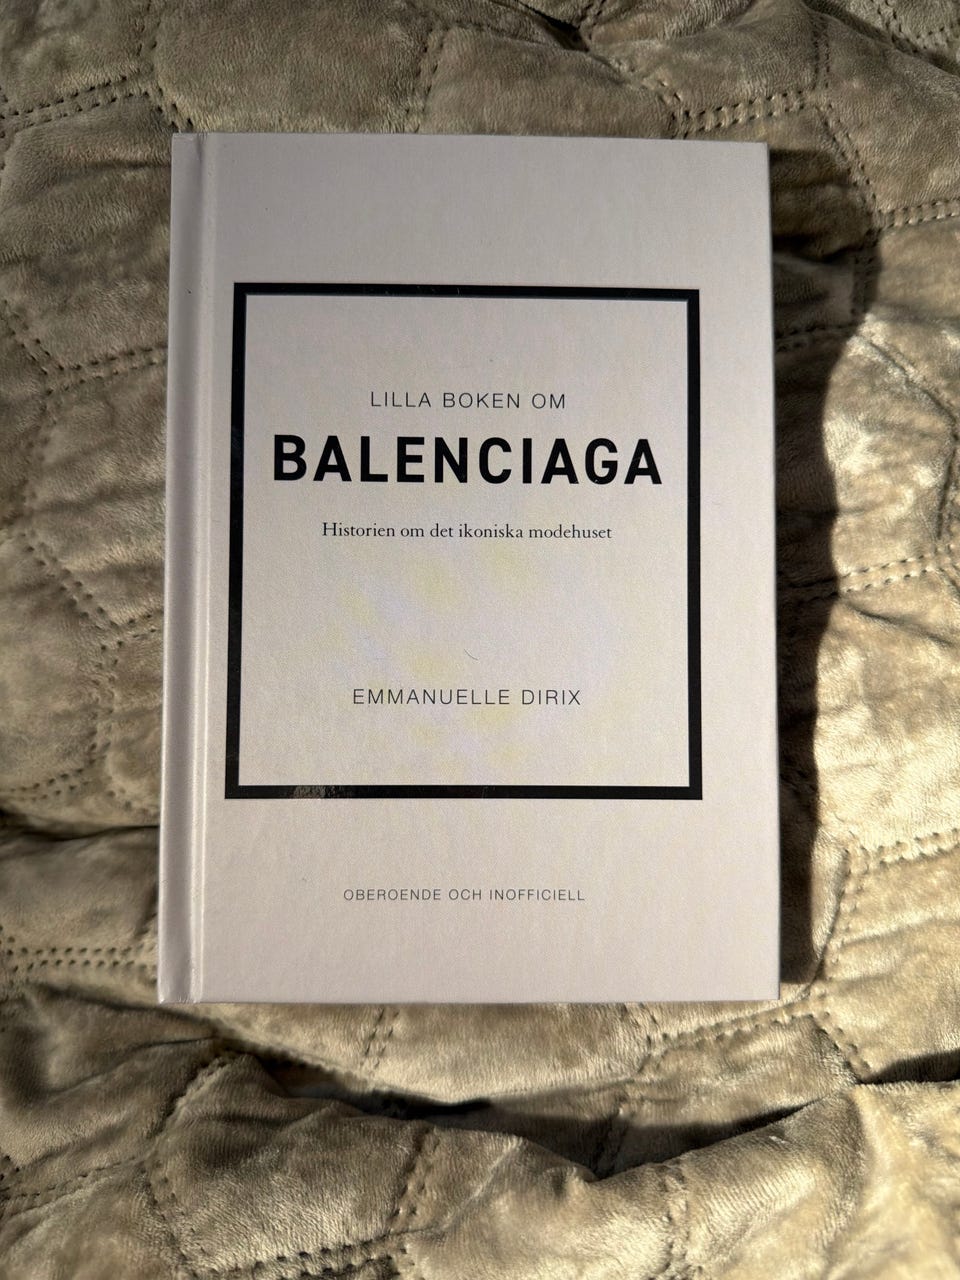 LILLA BOKEN OM
BALENCIAGA
Historien om det ikoniska modehuset
EMMANUELLE DIRIX
OBEROENDE OCH INOFFICIELL